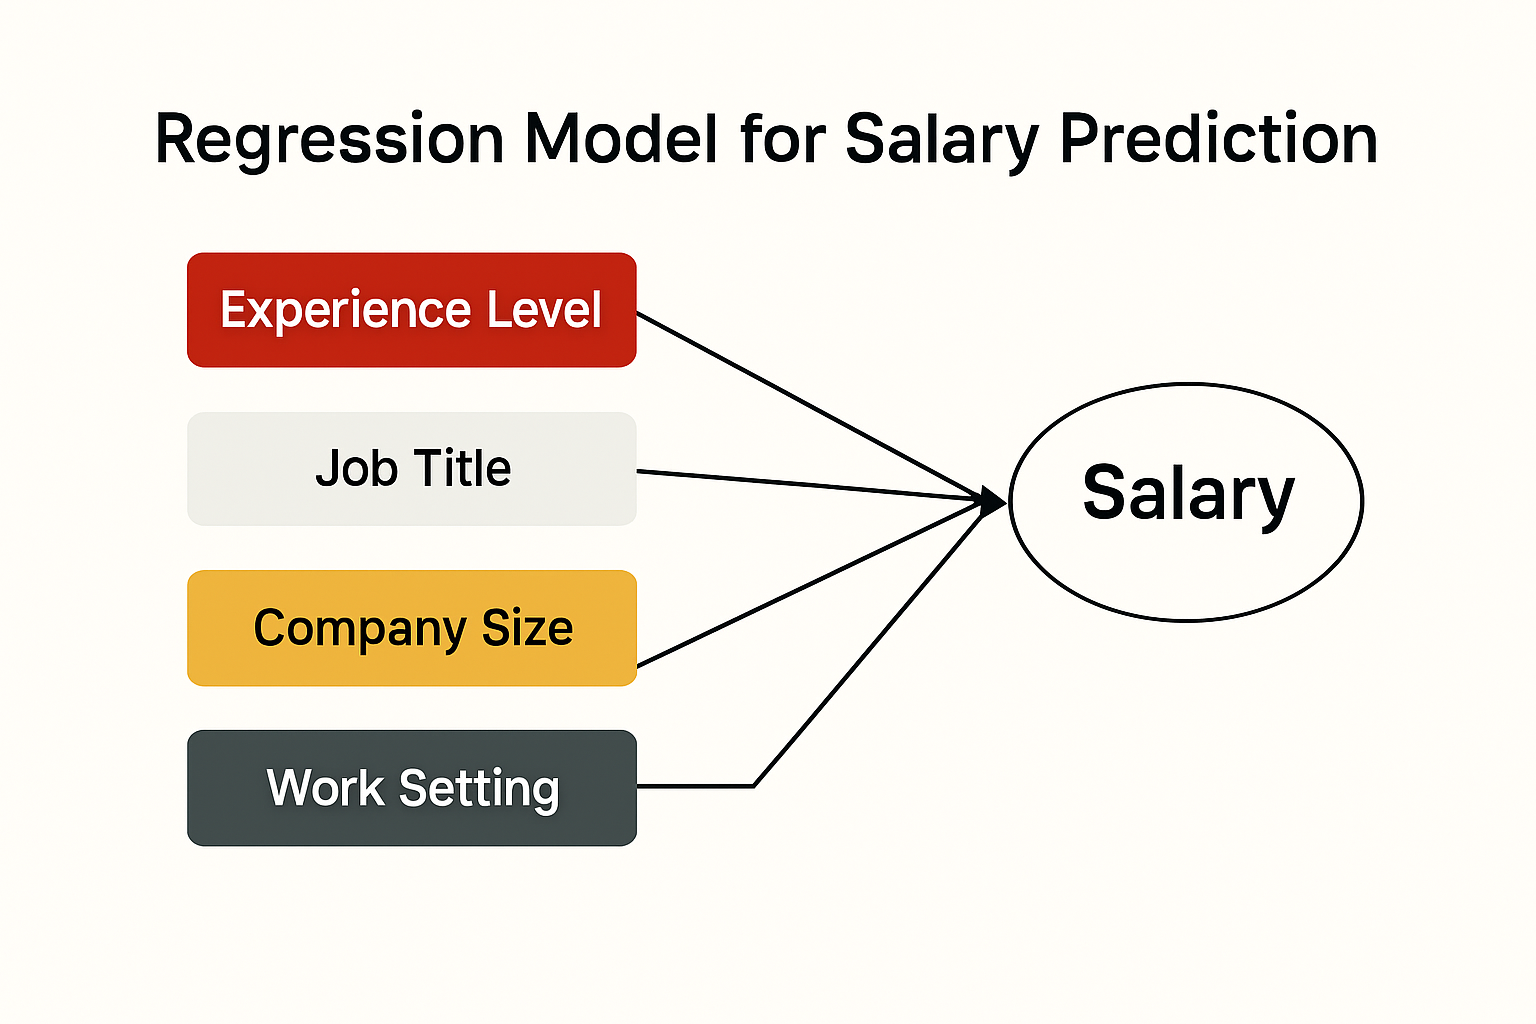 Regression Model for Salary Prediction
Experience Level
Job Title
Company Size
Work Setting
Salary